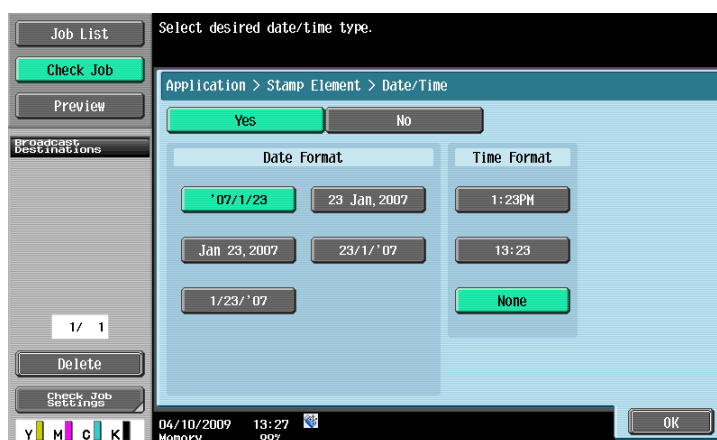 Job List
Check Job
Preview
Broadcast
Destinations
1/ 1
Delete
Check Job
Settings
Y M C K
Select desired date/time type.
Application > Stamp Element > Date/Time
Yes
No
Date Format
'07/1/23
23 Jan,2007
Jan 23,2007
23/1/'07
1/23/'07
Time Format
1:23PM
13:23
None
04/10/2009 13:27
Memory 99%
OK